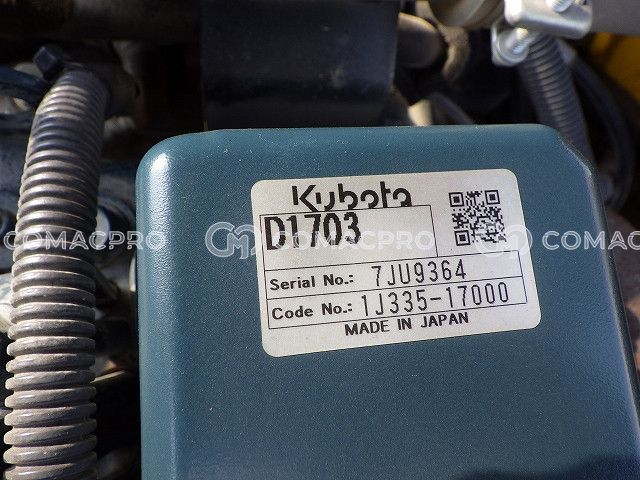 Kubota
D1703
Serial No.: 7JU9364
Code No.: 1J335-17000
MADE IN JAPAN
COMACPRO COMACPRO COMACPRO